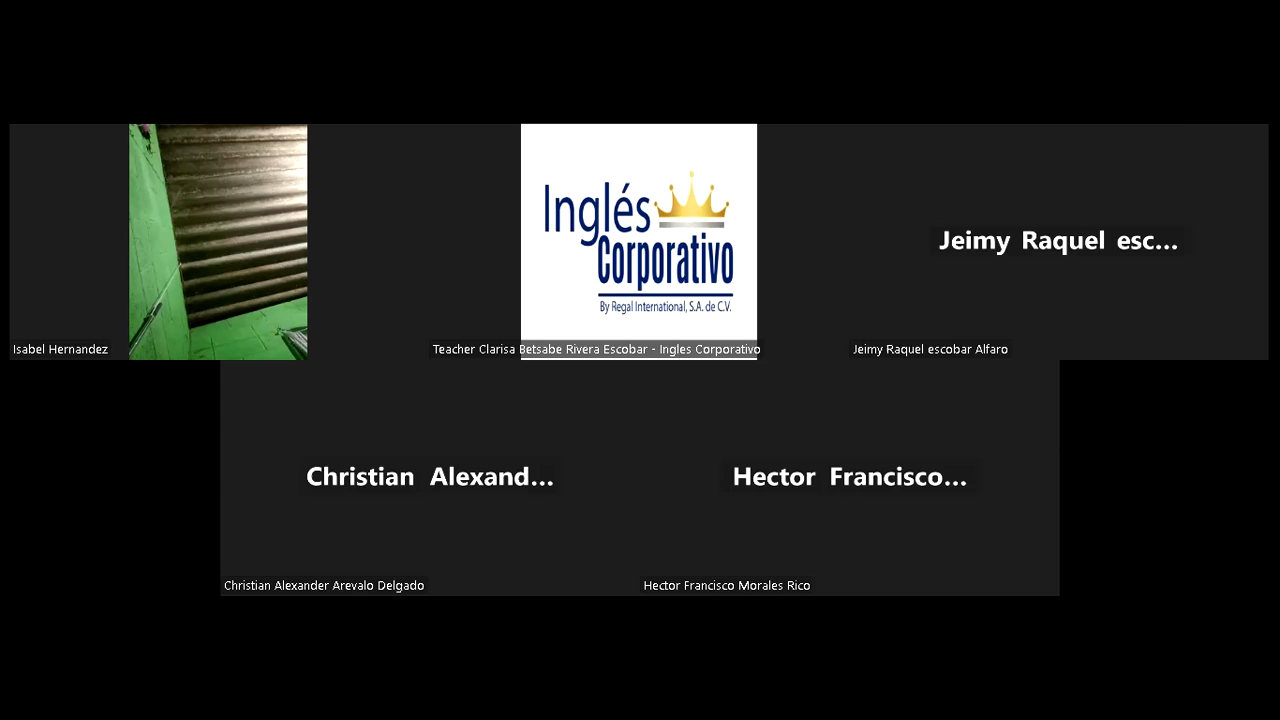 Inglés
Corporativo
By Regal International, S.A. de C.V.
Jeimy Raquel esc...
Isabel Hernandez
Teacher Clarisa Betsabe Rivera Escobar - Ingles Corporativo
Jeimy Raquel escobar Alfaro
Christian Alexand...
Hector Francisco...
Christian Alexander Arevalo Delgado
Hector Francisco Morales Rico